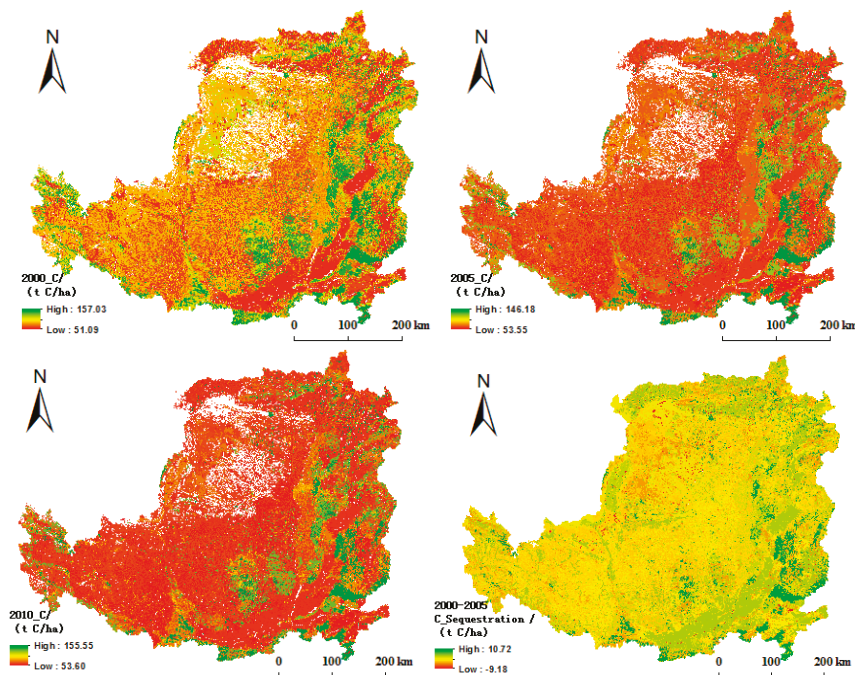 N
2000_C/
(t C/ha)
High : 157.03
Low : 51.09
0 100 200 km
N
2005_C/
(t C/ha)
High : 146.18
Low : 53.55
0 100 200 km
N
2010_C/
(t C/ha)
High : 155.55
Low : 53.60
0 100 200 km
N
2000-2005
C_Sequestration /
(t C/ha)
High : 10.72
Low : -9.18
0 100 200 km